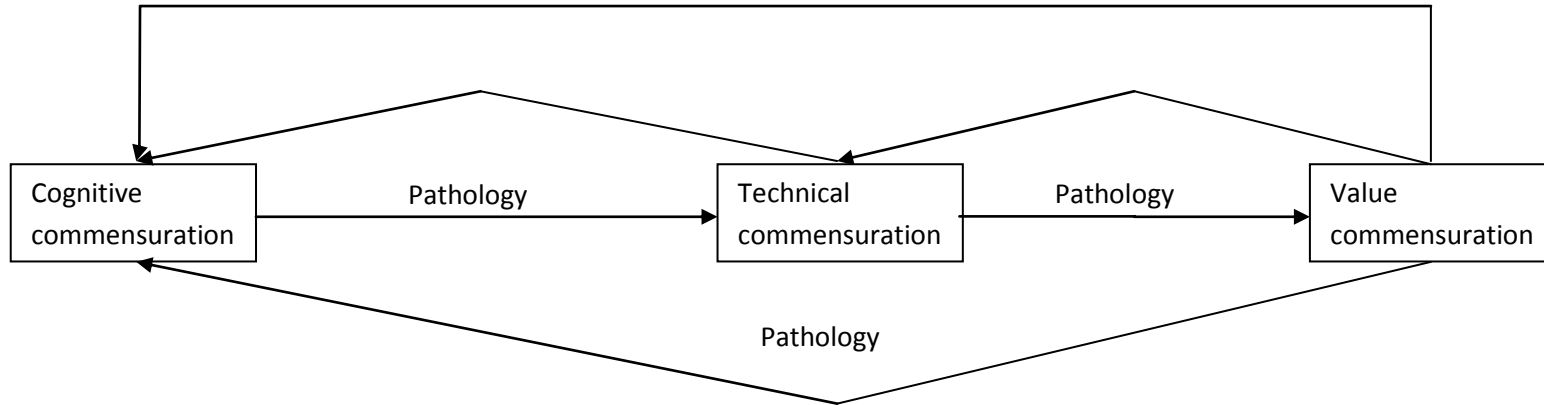 Cognitive
commensuration
Pathology
Technical
commensuration
Pathology
Value
commensuration
Pathology